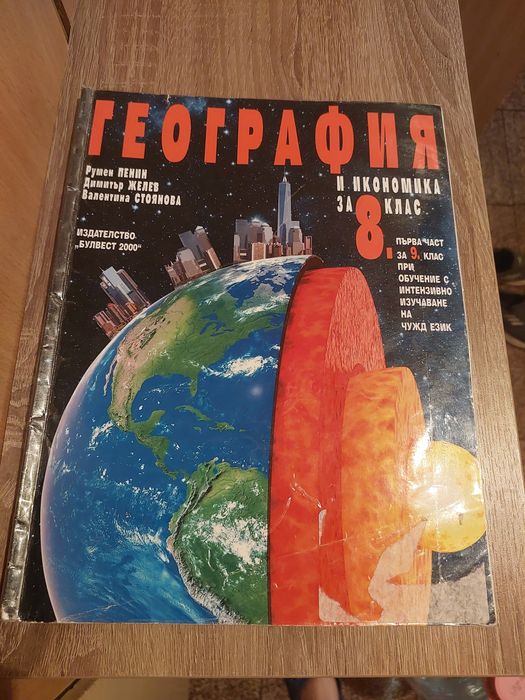 ГЕОГРАФИЯ
И ИКОНОМИКА
ЗА 8. КЛАС
Румен ПЕНИН
Димитър ЖЕЛЕВ
Валентина СТОЯНОВА
ИЗДАТЕЛСТВО
„БУЛВЕСТ 2000“
ПЪРВА ЧАСТ
ЗА 9. КЛАС
ПРИ
ОБУЧЕНИЕ С
ИНТЕНЗИВНО
ИЗУЧАВАНЕ
НА
ЧУЖД ЕЗИК